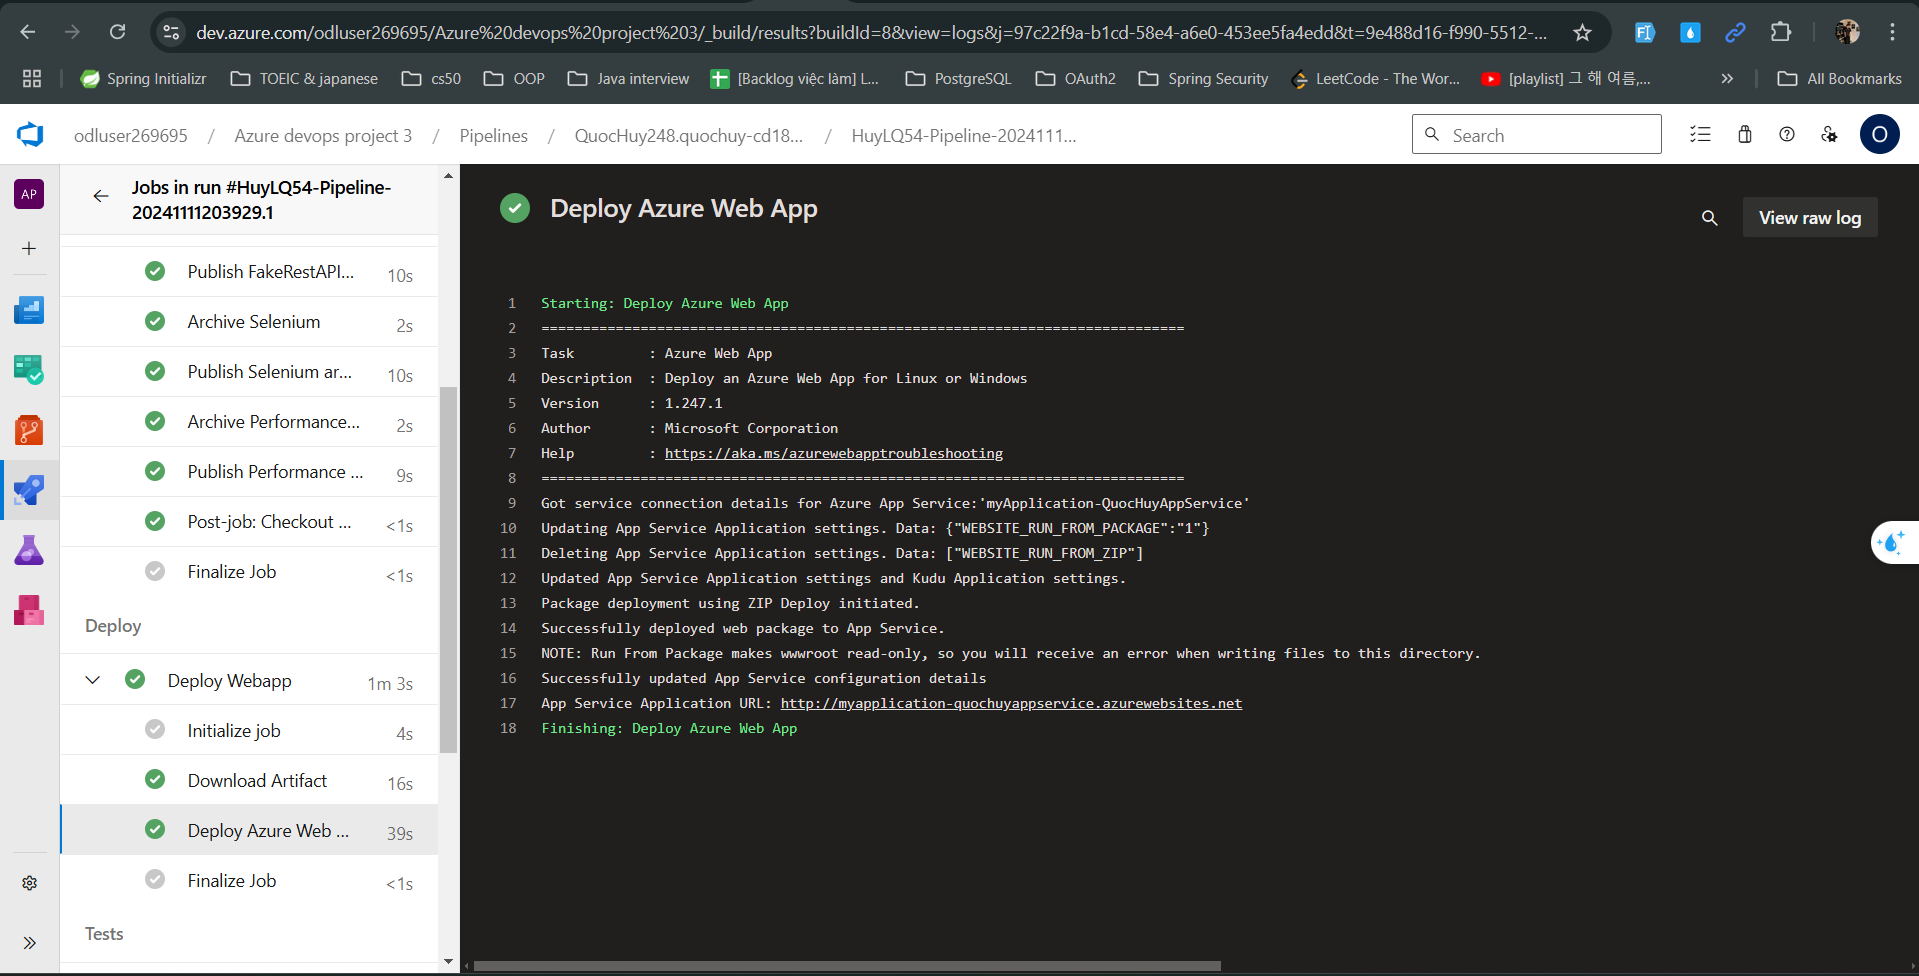 dev.azure.com/odluser269695/Azure%20devops%20project%203/_build/results?buildId=8&view=logs&j=97c22f9a-b1cd-58e4-a6e0-453ee5fa4edd&t=9e488d16-f990-5512-...
Spring Initializr
TOEIC & japanese
cs50
OOP
Java interview
[Backlog việc làm] L...
PostgreSQL
OAuth2
Spring Security
LeetCode - The Wor...
[playlist] 그 해 여름,...
All Bookmarks
odluser269695 / Azure devops project 3 / Pipelines / QuocHuy248.quochuy-cd18... / HuyLQ54-Pipeline-2024111...
Search
O
AP
Jobs in run #HuyLQ54-Pipeline-
20241111203929.1
Publish FakeRestAPI... 10s
Archive Selenium 2s
Publish Selenium ar... 10s
Archive Performance... 2s
Publish Performance ... 9s
Post-job: Checkout ... <1s
Finalize Job <1s
Deploy
Deploy Webapp 1m 3s
Initialize job 4s
Download Artifact 16s
Deploy Azure Web ... 39s
Finalize Job <1s
Tests
Deploy Azure Web App
View raw log
1 Starting: Deploy Azure Web App
2 ==============================================================================
3 Task : Azure Web App
4 Description : Deploy an Azure Web App for Linux or Windows
5 Version : 1.247.1
6 Author : Microsoft Corporation
7 Help : https://aka.ms/azurewebapptroubleshooting
8 ==============================================================================
9 Got service connection details for Azure App Service:'myApplication-QuocHuyAppService'
10 Updating App Service Application settings. Data: {"WEBSITE_RUN_FROM_PACKAGE":"1"}
11 Deleting App Service Application settings. Data: ["WEBSITE_RUN_FROM_ZIP"]
12 Updated App Service Application settings and Kudu Application settings.
13 Package deployment using ZIP Deploy initiated.
14 Successfully deployed web package to App Service.
15 NOTE: Run From Package makes wwwroot read-only, so you will receive an error when writing files to this directory.
16 Successfully updated App Service configuration details
17 App Service Application URL: http://myapplication-quochuyappservice.azurewebsites.net
18 Finishing: Deploy Azure Web App